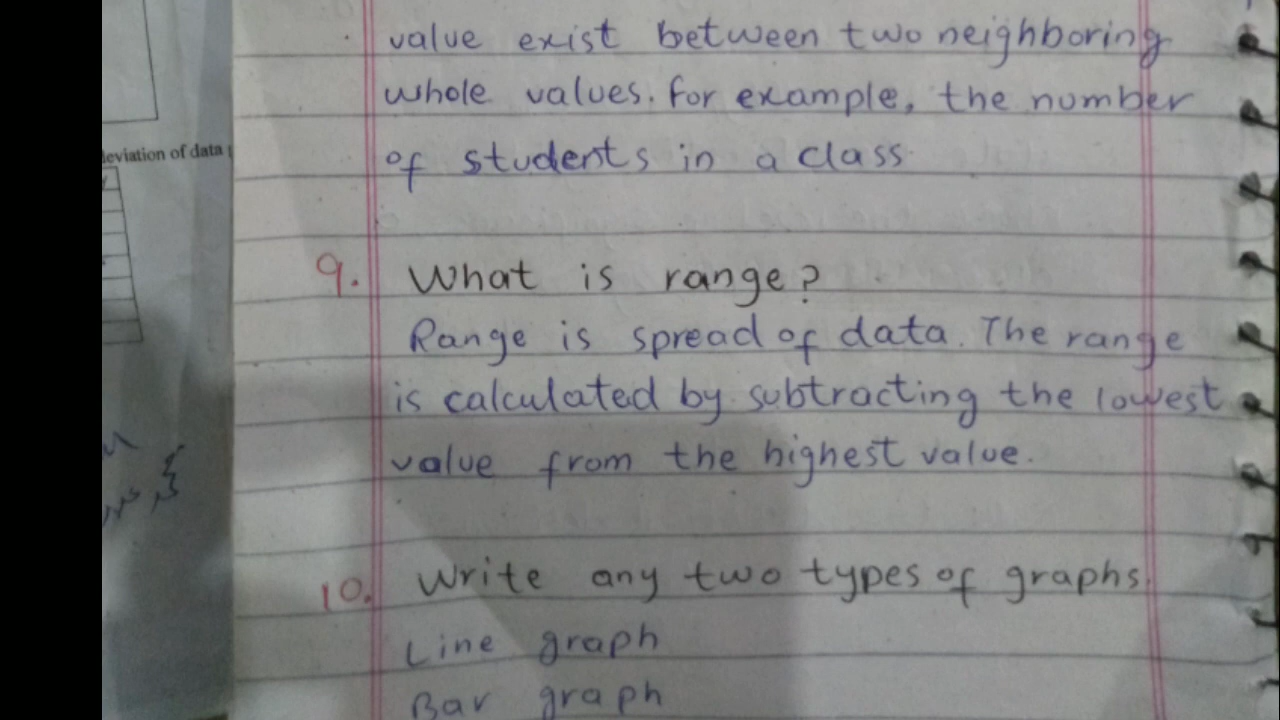 value exist between two neighboring
whole values. for example, the number
of students in a class
eviation of data
9. What is range?
Range is spread of data. The range
is calculated by subtracting the lowest
value from the highest value.
10. Write any two types of graphs.
Line graph
Bar graph